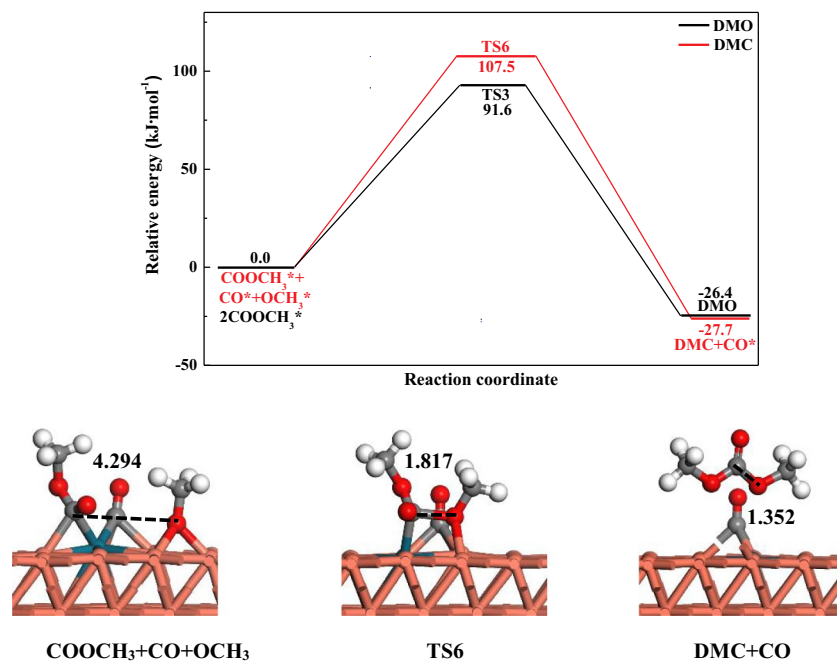 DMO
DMC
TS6
107.5
TS3
91.6
100
50
0
-50
Relative energy (kJ·mol⁻¹)
0.0
COOCH₃*+
CO*+OCH₃*
2COOCH₃*
-26.4
DMO
-27.7
DMC+CO*
Reaction coordinate
4.294
1.817
1.352
COOCH₃+CO+OCH₃
TS6
DMC+CO